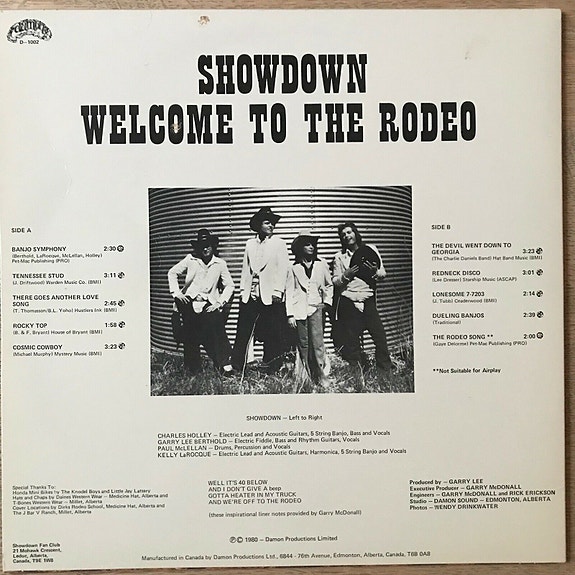 Damon
D-1002
SHOWDOWN
WELCOME TO THE RODEO
SIDE A
BANJO SYMPHONY 2:30
(Berthold, LaRocque, McLellan, Holley)
Pet-Mac Publishing (PRO)
TENNESSEE STUD 3:11
(J. Driftwood) Warden Music Co. (BMI)
THERE GOES ANOTHER LOVE
SONG 2:45
(T. Thomasson/B.L. Yoho) Hustlers Ink (BMI)
ROCKY TOP 1:58
(B. & F. Bryant) House of Bryant (BMI)
COSMIC COWBOY 3:23
(Michael Murphy) Mystery Music (BMI)
SIDE B
THE DEVIL WENT DOWN TO
GEORGIA 3:23
(The Charlie Daniels Band) Hat Band Music (BMI)
REDNECK DISCO 3:01
(Lee Dresser) Starship Music (ASCAP)
LONESOME 7-7203 2:14
(J. Tubb) Ceadarwood (BMI)
DUELING BANJOS 2:39
(Traditional)
THE RODEO SONG ** 2:00
(Gaye Delorme) Pet-Mac Publishing (PRO)
**Not Suitable for Airplay
SHOWDOWN — Left to Right
CHARLES HOLLEY — Electric Lead and Acoustic Guitars, 5 String Banjo, Bass and Vocals
GARRY LEE BERTHOLD — Electric Fiddle, Bass and Rhythm Guitars, Vocals
PAUL McLELLAN — Drums, Percussion and Vocals
KELLY LaROCQUE — Electric Lead and Acoustic Guitars, Harmonica, 5 String Banjo and Vocals
Special Thanks To:
Honda Mini Bikes by The Knodel Boys and Little Jay Lattery
Hats and Chaps by Daines Western Wear — Medicine Hat, Alberta and
T-Bones Western Wear — Millet, Alberta
Cover Locations by Dirks Rodeo School, Medicine Hat, Alberta and
The J Bar V Ranch, Millet, Alberta
WELL IT'S 40 BELOW
AND I DON'T GIVE A beep
GOTTA HEATER IN MY TRUCK
AND WE'RE OFF TO THE RODEO
(these inspirational liner notes provided by Garry McDonall)
Produced by — GARRY LEE
Executive Producer — GARRY McDONALL
Engineers — GARRY McDONALL and RICK ERICKSON
Studio — DAMON SOUND — EDMONTON, ALBERTA
Photos — WENDY DRINKWATER
Showdown Fan Club
21 Mohawk Crescent,
Leduc, Alberta,
Canada, T9E 1W8
Ⓟ© 1980 — Damon Productions Limited
Manufactured in Canada by Damon Productions Ltd., 6844 - 76th Avenue, Edmonton, Alberta, Canada, T6B 0A8